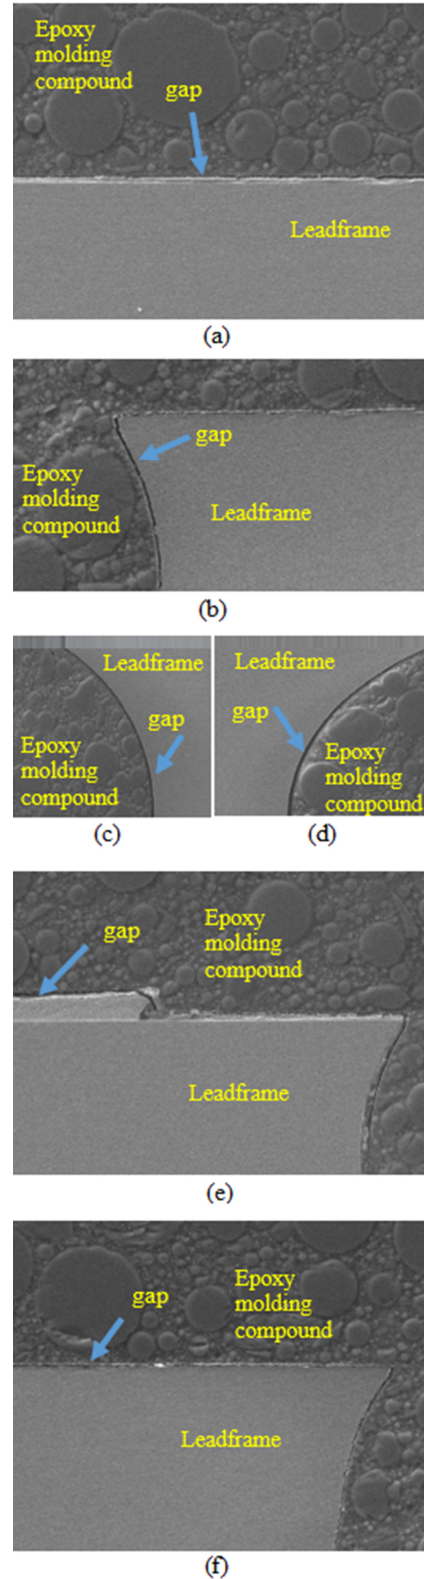 Epoxy
molding
compound
gap
Leadframe
(a)
gap
Epoxy
molding
compound
Leadframe
(b)
Leadframe
gap
Epoxy
molding
compound
(c)
Leadframe
gap
Epoxy
molding
compound
(d)
gap
Epoxy
molding
compound
Leadframe
(e)
Epoxy
molding
compound
gap
Leadframe
(f)